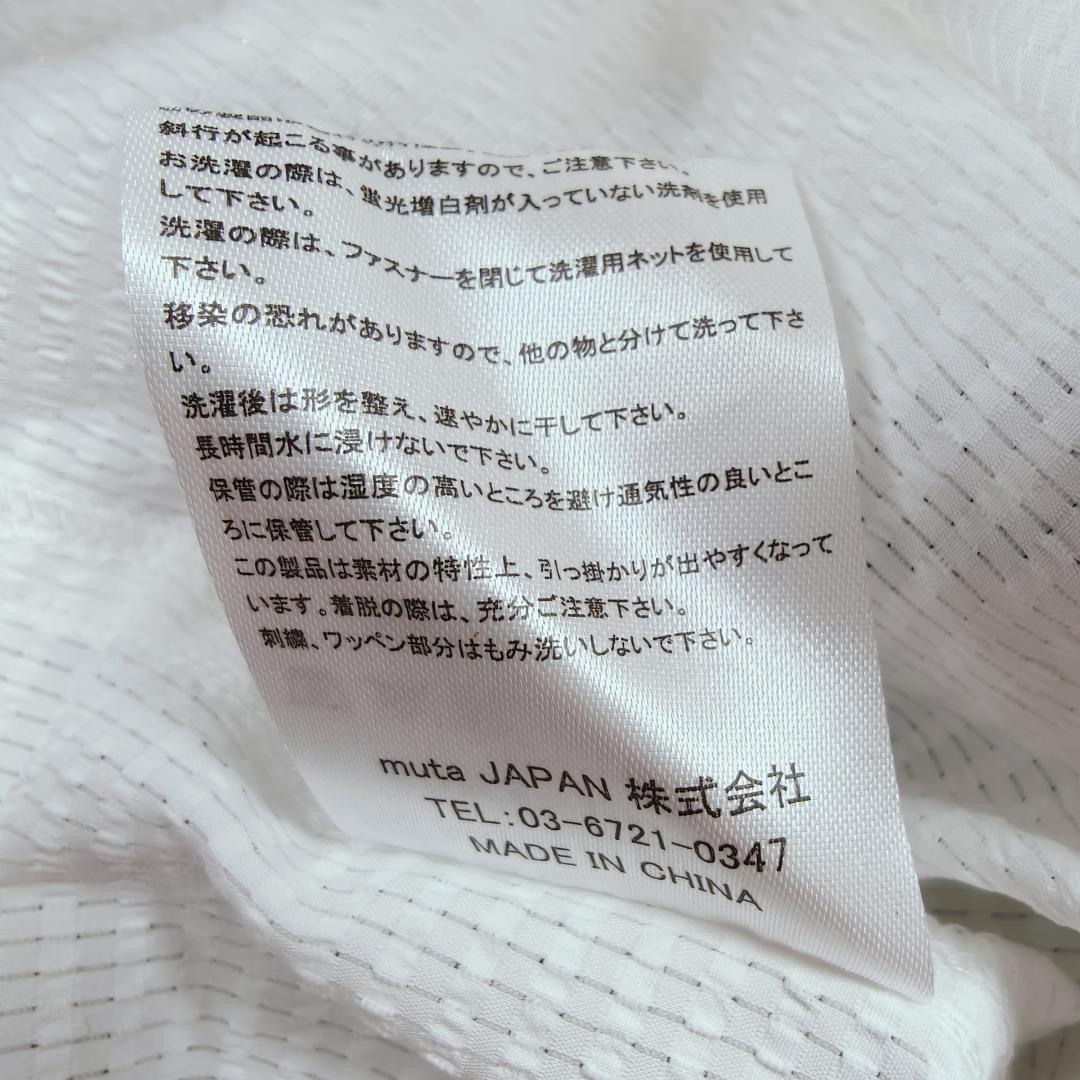 斜行が起こる事がありますので、ご注意下さい。
お洗濯の際は、蛍光増白剤が入っていない洗剤を使用
して下さい。
洗濯の際は、ファスナーを閉じて洗濯用ネットを使用して
下さい。
移染の恐れがありますので、他の物と分けて洗って下さ
い。
洗濯後は形を整え、速やかに干して下さい。
長時間水に浸けないで下さい。
保管の際は湿度の高いところを避け通気性の良いとこ
ろに保管して下さい。
この製品は素材の特性上、引っ掛かりが出やすくなって
います。着脱の際は、充分ご注意下さい。
刺繍、ワッペン部分はもみ洗いしないで下さい。
muta JAPAN 株式会社
TEL:03-6721-0347
MADE IN CHINA